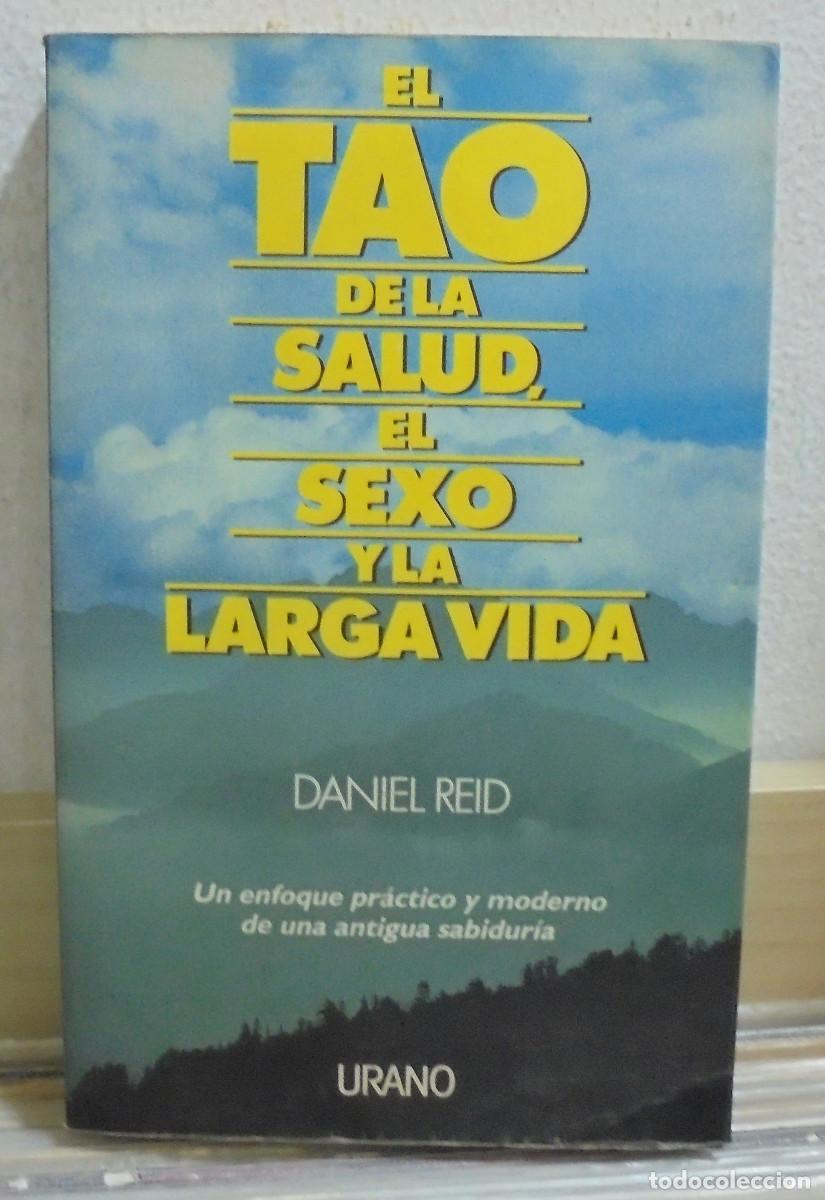 EL
TAO
DE LA
SALUD,
EL
SEXO
Y LA
LARGA VIDA
DANIEL REID
Un enfoque práctico y moderno
de una antigua sabiduría
URANO
todocoleccion